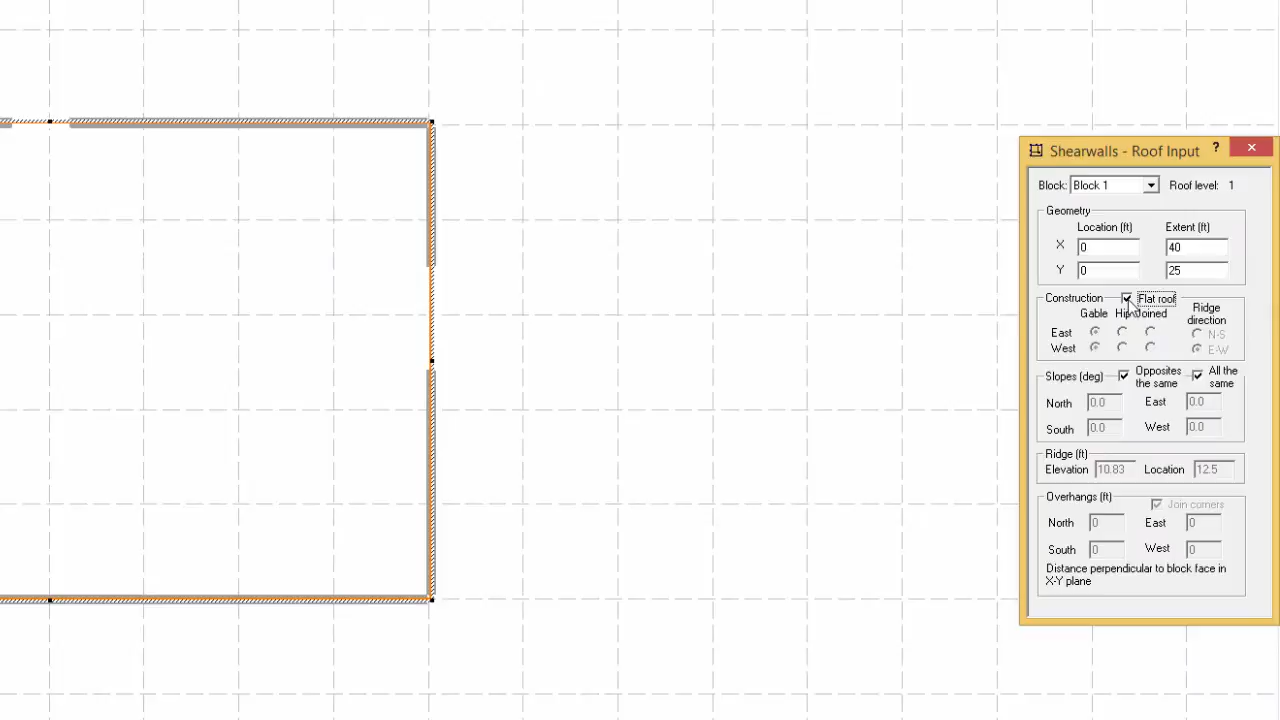 Shearwalls - Roof Input ?
Block: Block 1 Roof level: 1
Geometry
Location (ft) Extent (ft)
X 0 40
Y 0 25
Construction Flat roof
Gable Hip Joined Ridge direction
East N-S
West E-W
Slopes (deg) Opposites the same All the same
North 0.0 East 0.0
South 0.0 West 0.0
Ridge (ft)
Elevation 10.83 Location 12.5
Overhangs (ft) Join corners
North 0 East 0
South 0 West 0
Distance perpendicular to block face in
X-Y plane